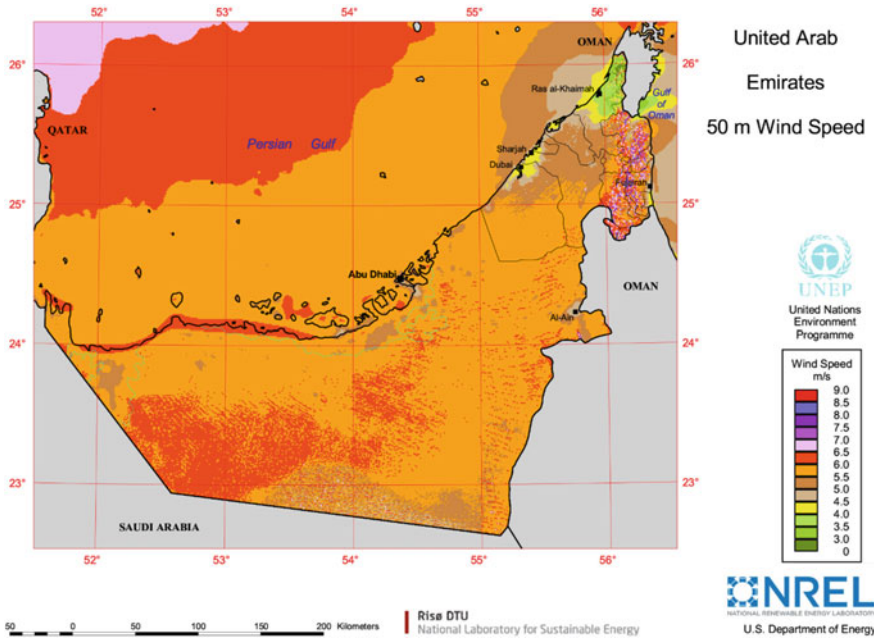 OMAN
26°
26°
Ras al-Khaimah
Gulf
of
Oman
QATAR
Persian Gulf
Sharjah
Dubai
Fujairah
25°
25°
Abu Dhabi
OMAN
Al-Ain
24°
24°
23°
23°
SAUDI ARABIA
52°
53°
54°
55°
56°
52°
53°
54°
55°
56°
United Arab
Emirates
50 m Wind Speed
UNEP
United Nations
Environment
Programme
Wind Speed
m/s
9.0
8.5
8.0
7.5
7.0
6.5
6.0
5.5
5.0
4.5
4.0
3.5
3.0
0
50 0 50 100 150 200 Kilometers
Risø DTU
National Laboratory for Sustainable Energy
NREL
NATIONAL RENEWABLE ENERGY LABORATORY
U.S. Department of Energy